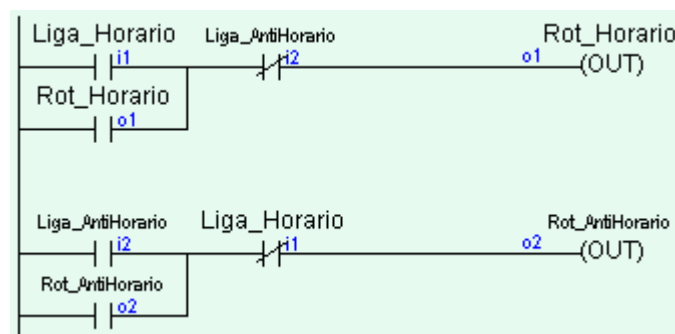 Liga_Horario Liga_AntiHorario Rot_Horario
i1 i2 o1 (OUT)
Rot_Horario
o1
Liga_AntiHorario Liga_Horario Rot_AntiHorario
i2 i1 o2 (OUT)
Rot_AntiHorario
o2